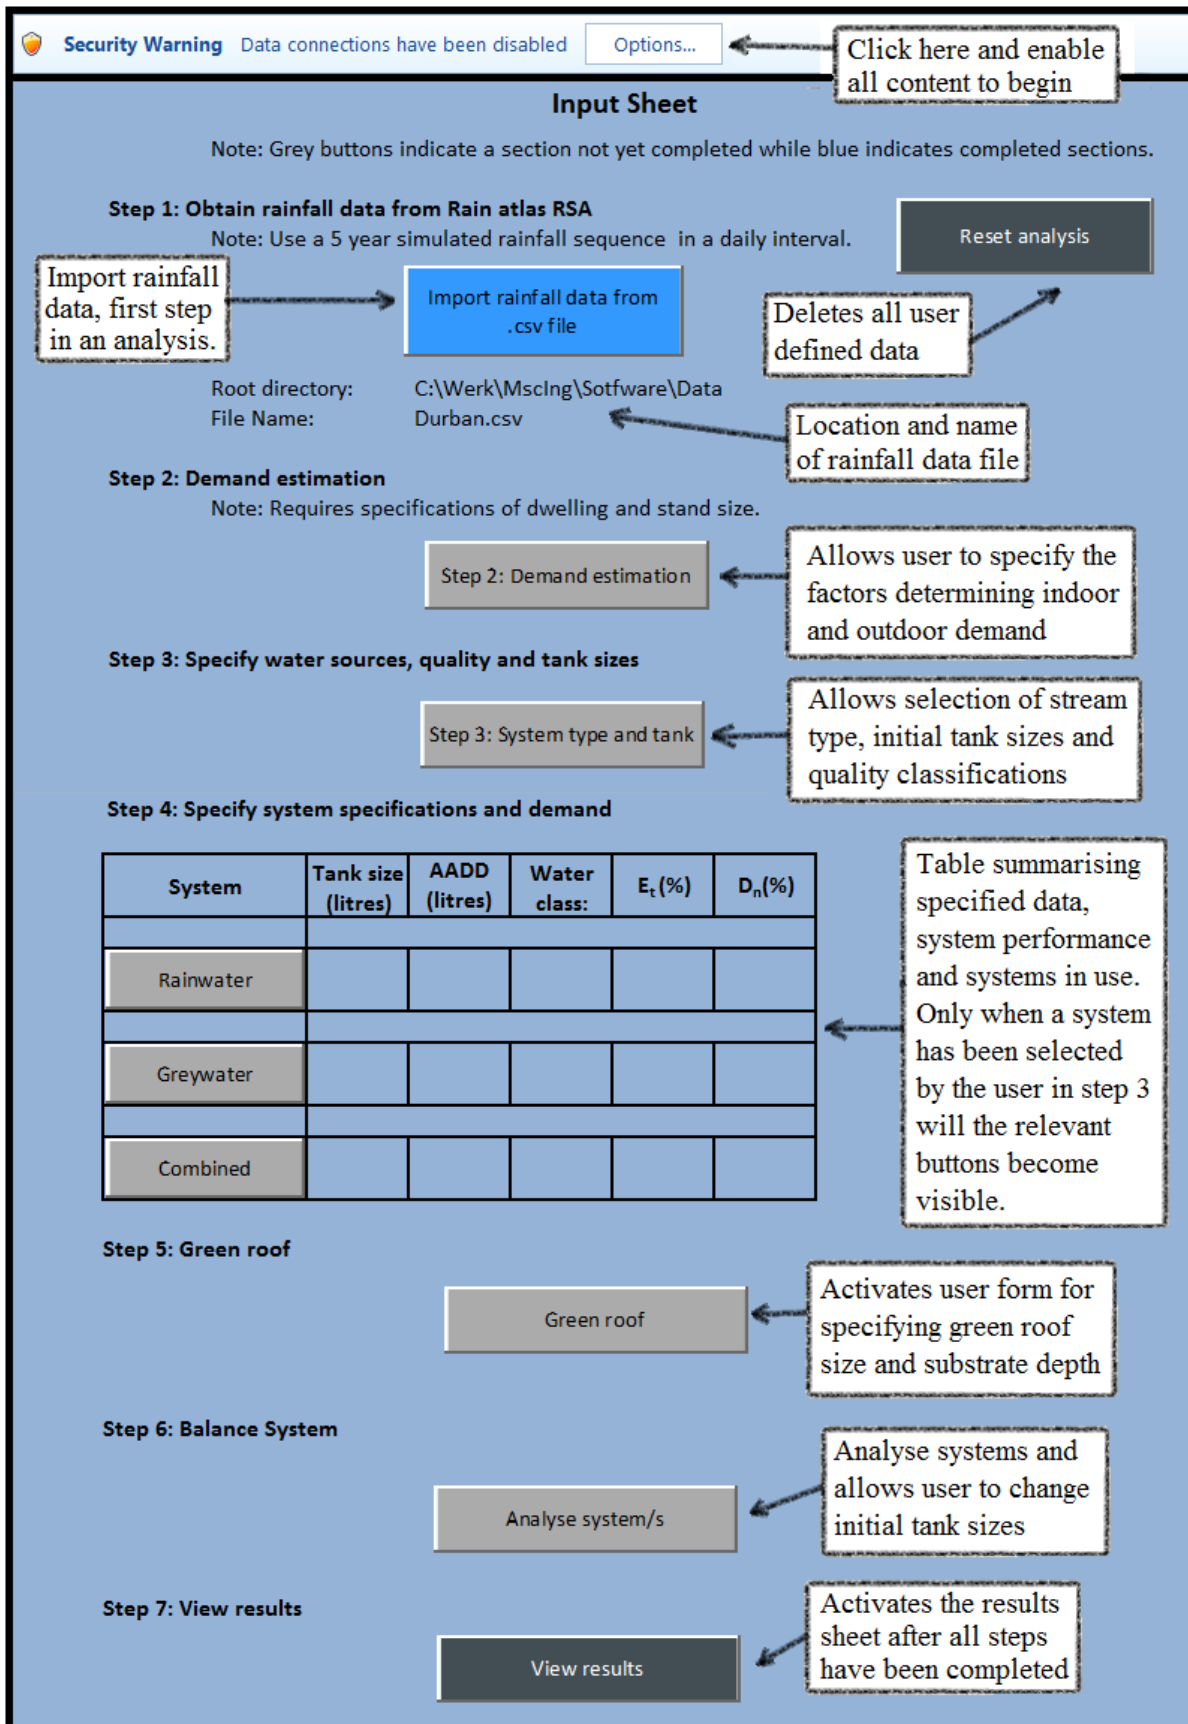 Security Warning Data connections have been disabled Options...
Click here and enable
all content to begin
Input Sheet
Note: Grey buttons indicate a section not yet completed while blue indicates completed sections.
Step 1: Obtain rainfall data from Rain atlas RSA
Note: Use a 5 year simulated rainfall sequence in a daily interval.
Reset analysis
Import rainfall
data, first step
in an analysis.
Import rainfall data from
.csv file
Deletes all user
defined data
Root directory: C:\Werk\MscIng\Sotfware\Data
File Name: Durban.csv
Location and name
of rainfall data file
Step 2: Demand estimation
Note: Requires specifications of dwelling and stand size.
Step 2: Demand estimation
Allows user to specify the
factors determining indoor
and outdoor demand
Step 3: Specify water sources, quality and tank sizes
Step 3: System type and tank
Allows selection of stream
type, initial tank sizes and
quality classifications
Step 4: Specify system specifications and demand
System
Tank size
(litres)
AADD
(litres)
Water
class:
Et (%)
Dn(%)
Rainwater
Greywater
Combined
Table summarising
specified data,
system performance
and systems in use.
Only when a system
has been selected
by the user in step 3
will the relevant
buttons become
visible.
Step 5: Green roof
Green roof
Activates user form for
specifying green roof
size and substrate depth
Step 6: Balance System
Analyse system/s
Analyse systems and
allows user to change
initial tank sizes
Step 7: View results
View results
Activates the results
sheet after all steps
have been completed